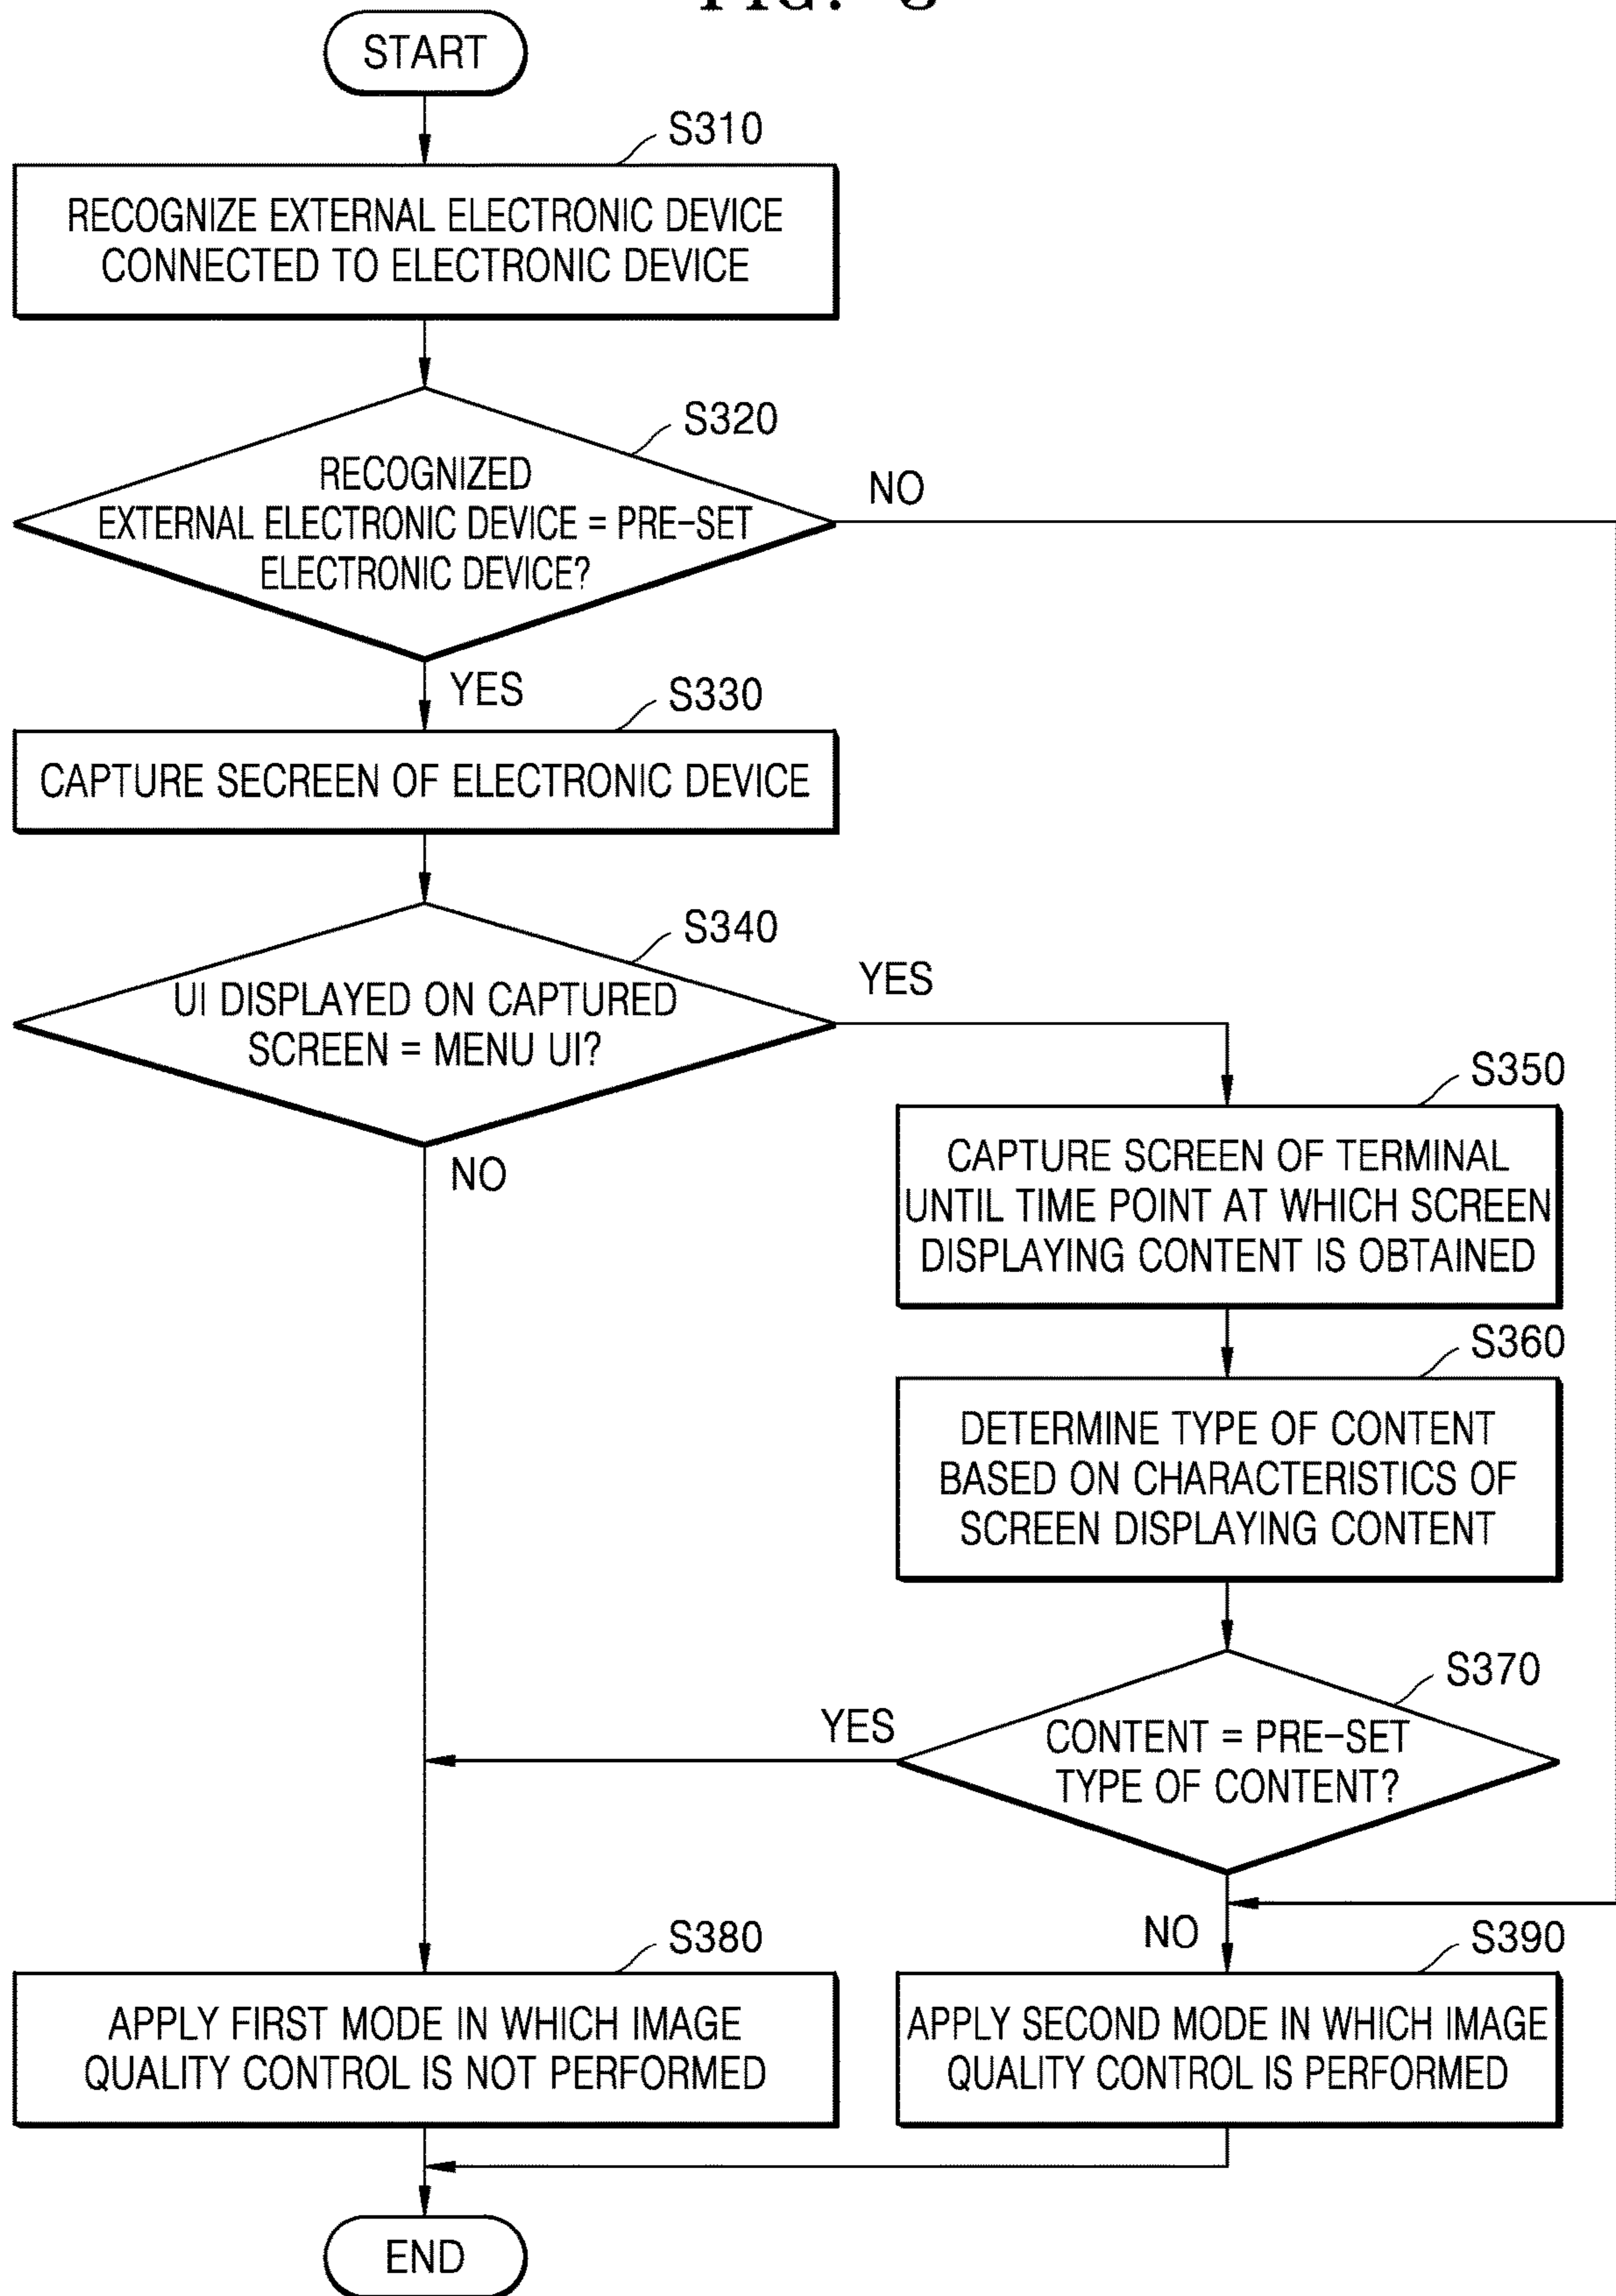 START
S310
RECOGNIZE EXTERNAL ELECTRONIC DEVICE
CONNECTED TO ELECTRONIC DEVICE
S320
RECOGNIZED
EXTERNAL ELECTRONIC DEVICE = PRE-SET
ELECTRONIC DEVICE?
NO
YES
S330
CAPTURE SECREEN OF ELECTRONIC DEVICE
S340
UI DISPLAYED ON CAPTURED
SCREEN = MENU UI?
YES
NO
S350
CAPTURE SCREEN OF TERMINAL
UNTIL TIME POINT AT WHICH SCREEN
DISPLAYING CONTENT IS OBTAINED
S360
DETERMINE TYPE OF CONTENT
BASED ON CHARACTERISTICS OF
SCREEN DISPLAYING CONTENT
S370
CONTENT = PRE-SET
TYPE OF CONTENT?
YES
NO
S380
APPLY FIRST MODE IN WHICH IMAGE
QUALITY CONTROL IS NOT PERFORMED
S390
APPLY SECOND MODE IN WHICH IMAGE
QUALITY CONTROL IS PERFORMED
END